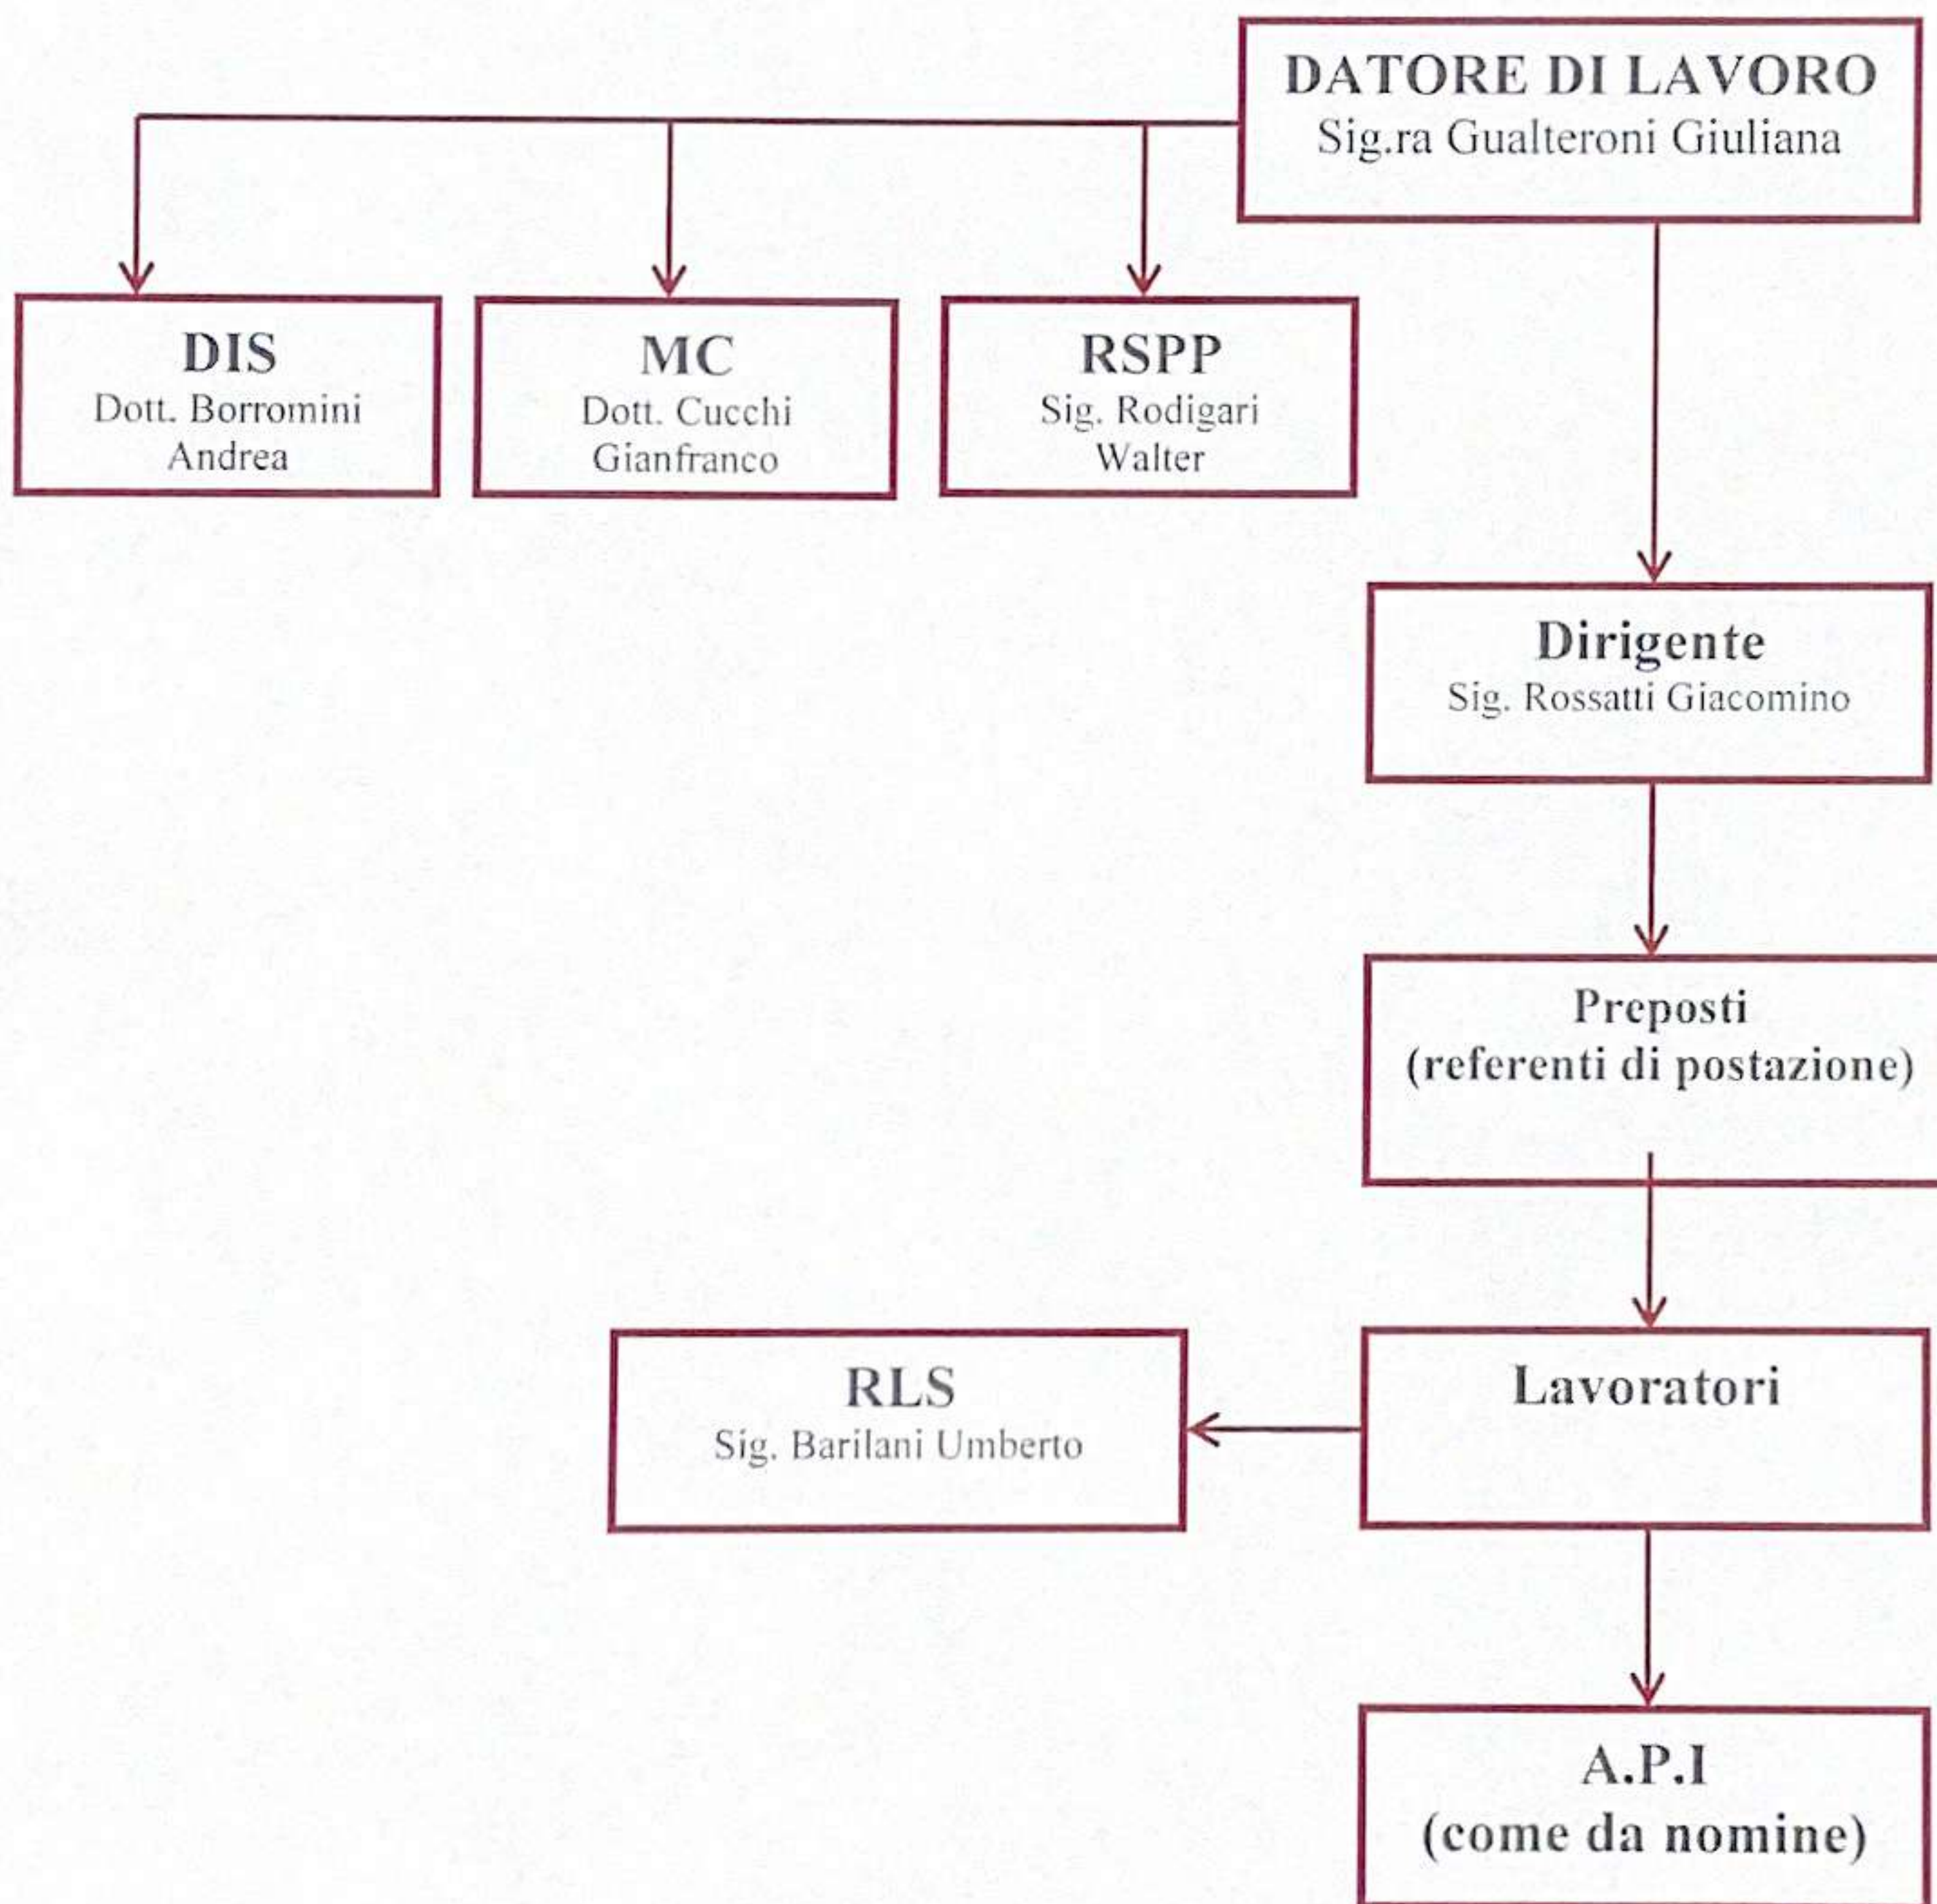 DATORE DI LAVORO
Sig.ra Gualteroni Giuliana
DIS
Dott. Borromini
Andrea
MC
Dott. Cucchi
Gianfranco
RSPP
Sig. Rodigari
Walter
Dirigente
Sig. Rossatti Giacomino
Preposti
(referenti di postazione)
RLS
Sig. Barilani Umberto
Lavoratori
A.P.I
(come da nomine)